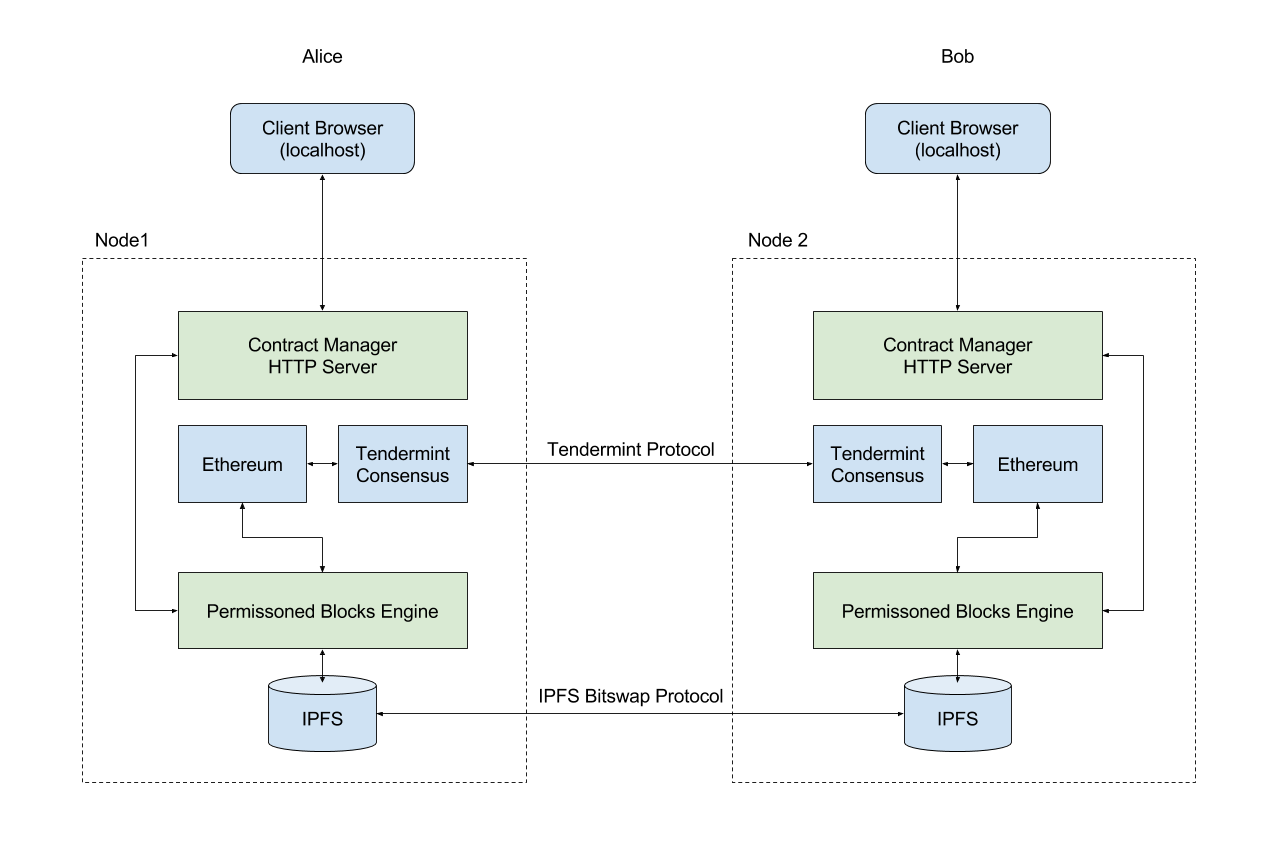 Alice
Bob
Client Browser
(localhost)
Client Browser
(localhost)
Node1
Node 2
Contract Manager
HTTP Server
Contract Manager
HTTP Server
Ethereum
Tendermint
Consensus
Tendermint Protocol
Tendermint
Consensus
Ethereum
Permissoned Blocks Engine
Permissoned Blocks Engine
IPFS
IPFS Bitswap Protocol
IPFS